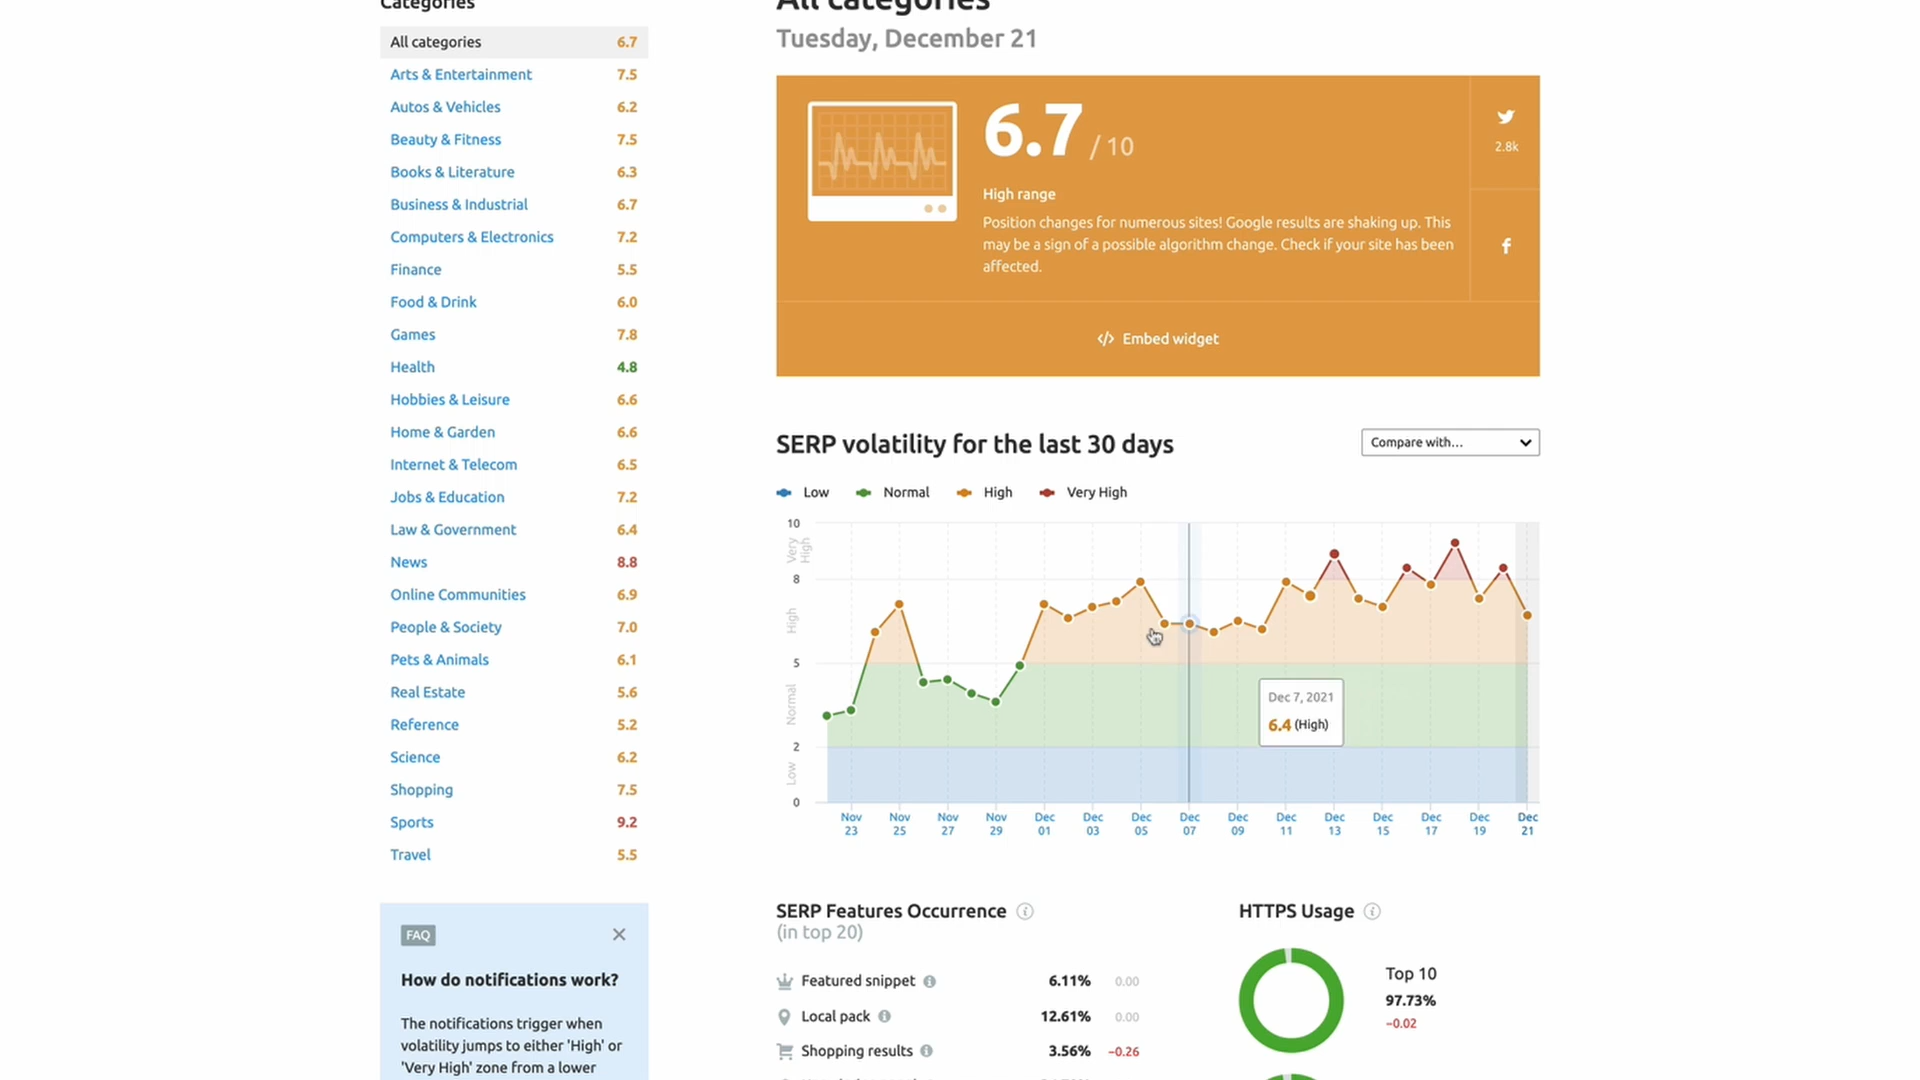 Categories
All categories 6.7
Arts & Entertainment 7.5
Autos & Vehicles 6.2
Beauty & Fitness 7.5
Books & Literature 6.3
Business & Industrial 6.7
Computers & Electronics 7.2
Finance 5.5
Food & Drink 6.0
Games 7.8
Health 4.8
Hobbies & Leisure 6.6
Home & Garden 6.6
Internet & Telecom 6.5
Jobs & Education 7.2
Law & Government 6.4
News 8.8
Online Communities 6.9
People & Society 7.0
Pets & Animals 6.1
Real Estate 5.6
Reference 5.2
Science 6.2
Shopping 7.5
Sports 9.2
Travel 5.5
FAQ
How do notifications work?
The notifications trigger when
volatility jumps to either 'High' or
'Very High' zone from a lower
All categories
Tuesday, December 21
6.7 / 10
High range
Position changes for numerous sites! Google results are shaking up. This
may be a sign of a possible algorithm change. Check if your site has been
affected.
2.8k
</> Embed widget
SERP volatility for the last 30 days
Compare with...
Low Normal High Very High
10
Very High
8
High
5
Normal
2
Low
0
Dec 7, 2021
6.4 (High)
Nov 23
Nov 25
Nov 27
Nov 29
Dec 01
Dec 03
Dec 05
Dec 07
Dec 09
Dec 11
Dec 13
Dec 15
Dec 17
Dec 19
Dec 21
SERP Features Occurrence
(in top 20)
Featured snippet 6.11% 0.00
Local pack 12.61% 0.00
Shopping results 3.56% −0.26
HTTPS Usage
Top 10
97.73%
−0.02